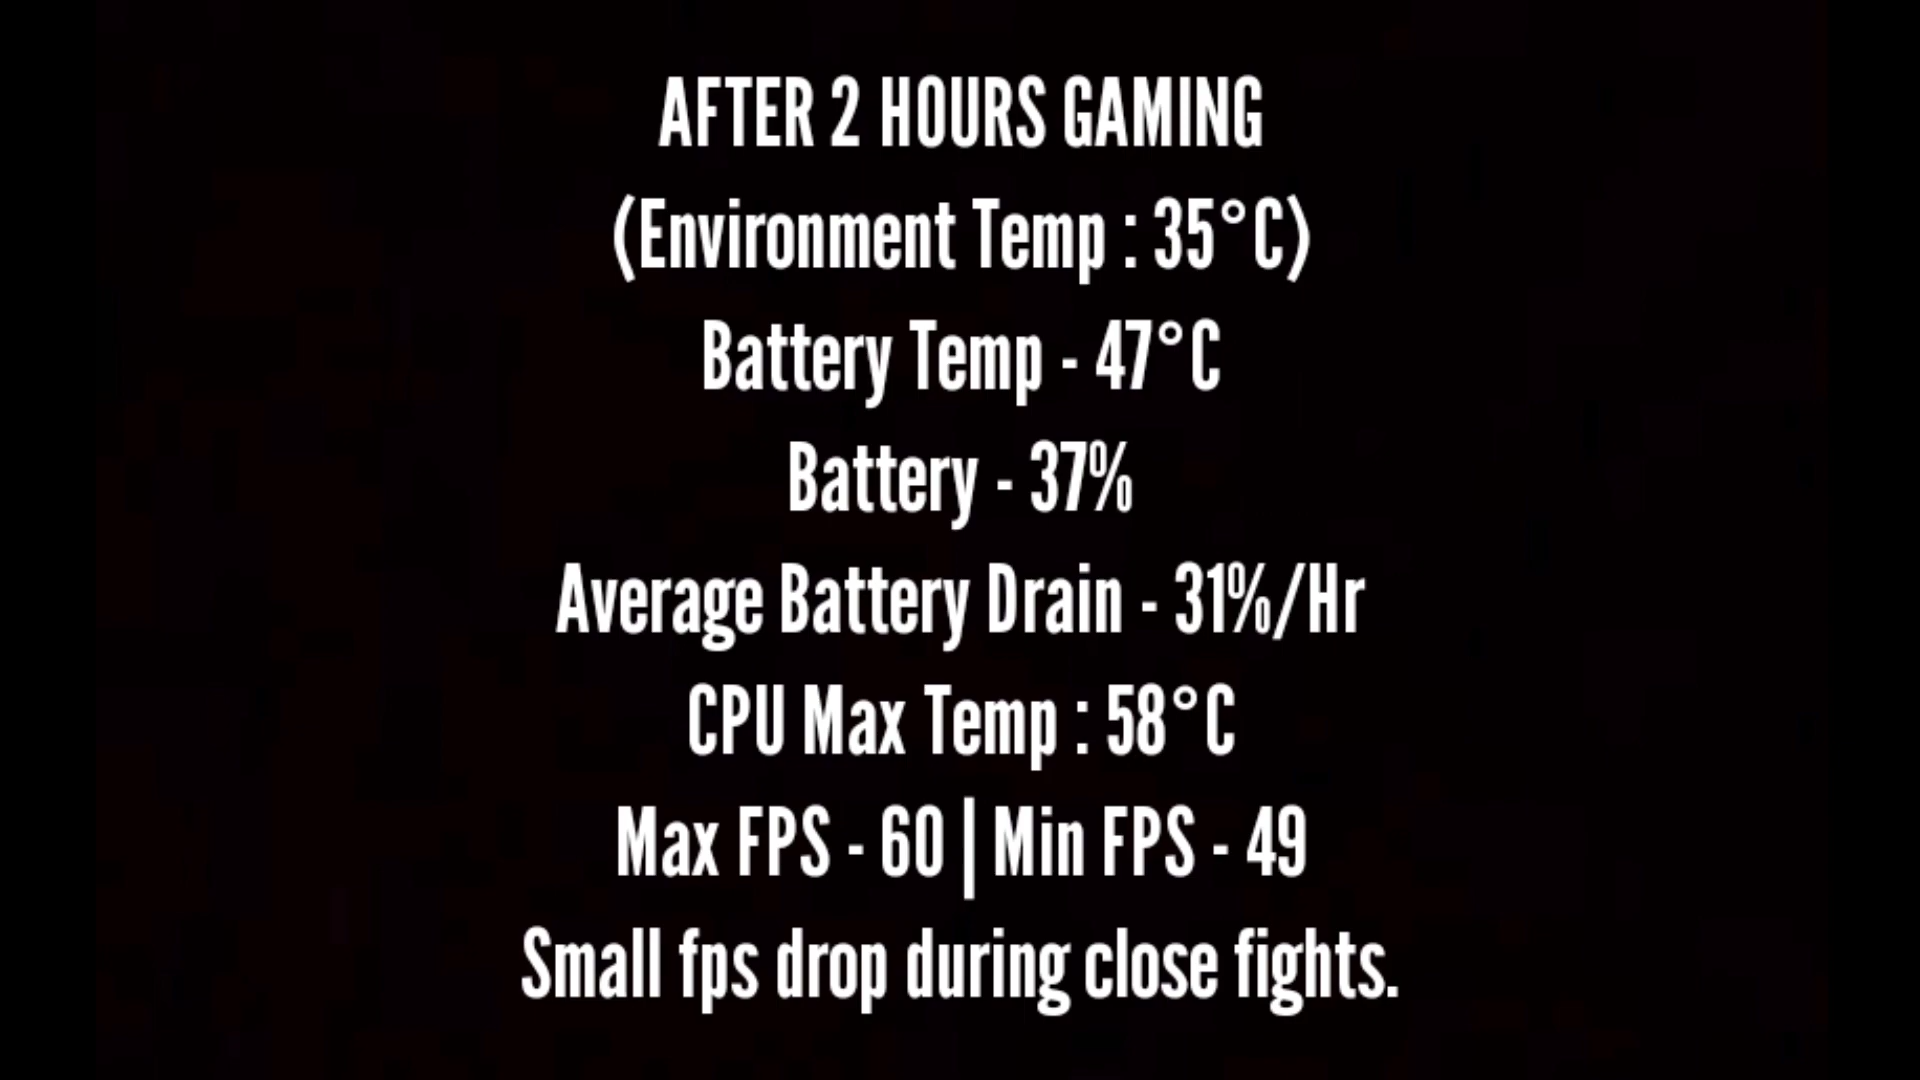 AFTER 2 HOURS GAMING
(Environment Temp : 35°C)
Battery Temp - 47°C
Battery - 37%
Average Battery Drain - 31%/Hr
CPU Max Temp : 58°C
Max FPS - 60 | Min FPS - 49
Small fps drop during close fights.